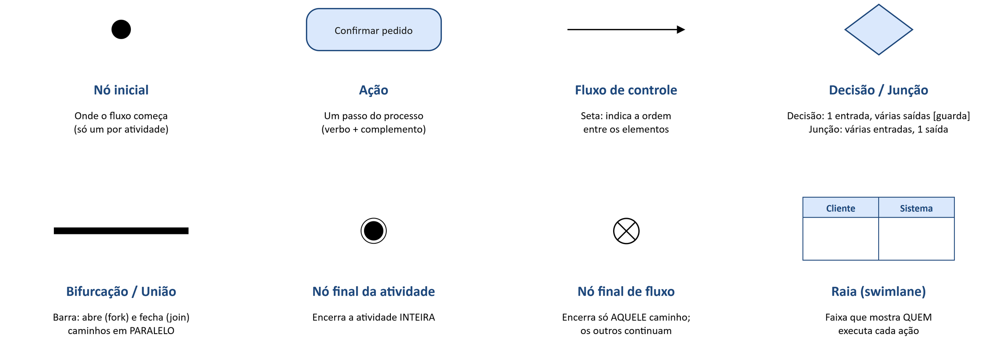 Confirmar pedido
Nó inicial
Onde o fluxo começa
(só um por atividade)
Ação
Um passo do processo
(verbo + complemento)
Fluxo de controle
Seta: indica a ordem
entre os elementos
Decisão / Junção
Decisão: 1 entrada, várias saídas [guarda]
Junção: várias entradas, 1 saída
Bifurcação / União
Barra: abre (fork) e fecha (join)
caminhos em PARALELO
Nó final da atividade
Encerra a atividade INTEIRA
Nó final de fluxo
Encerra só AQUELE caminho;
os outros continuam
Cliente
Sistema
Raia (swimlane)
Faixa que mostra QUEM
executa cada ação